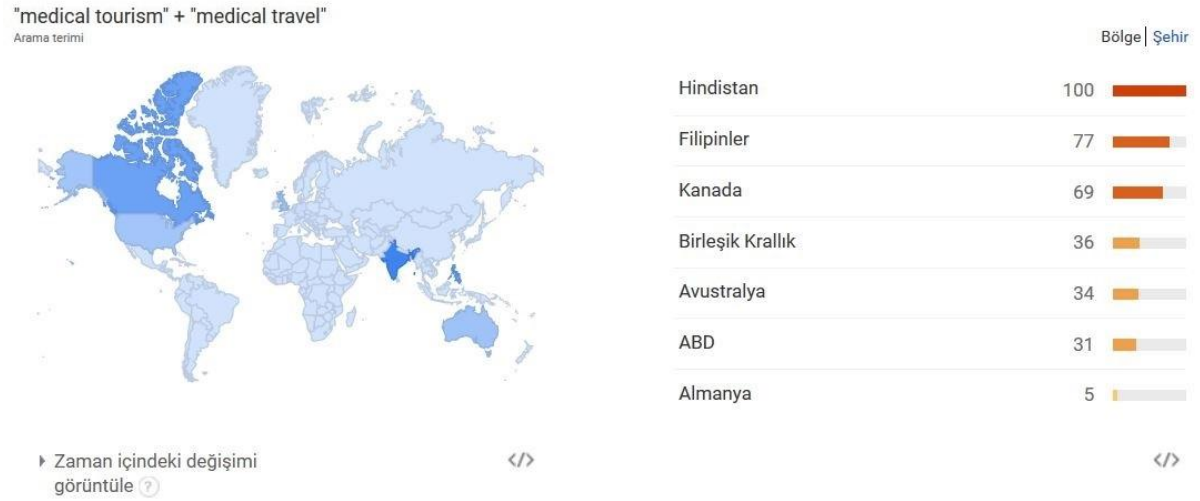 "medical tourism" + "medical travel"
Arama terimi
Bölge | Şehir
Hindistan 100
Filipinler 77
Kanada 69
Birleşik Krallık 36
Avustralya 34
ABD 31
Almanya 5
Zaman içindeki değişimi
görüntüle ?
</>
</>